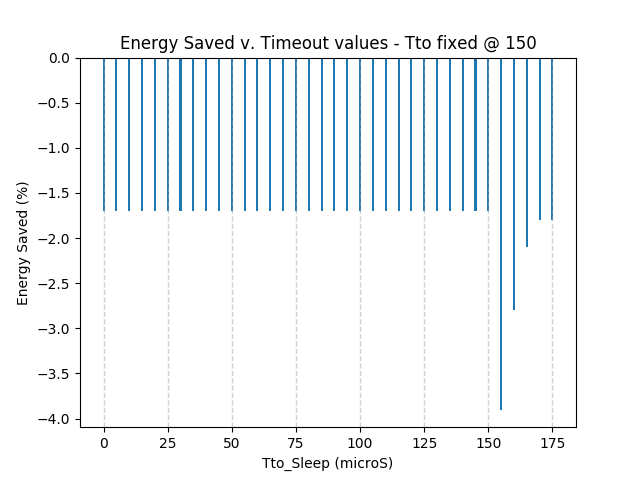 Energy Saved v. Timeout values - Tto fixed @ 150
0.0
−0.5
−1.0
−1.5
−2.0
−2.5
−3.0
−3.5
−4.0
Energy Saved (%)
0 25 50 75 100 125 150 175
Tto_Sleep (microS)